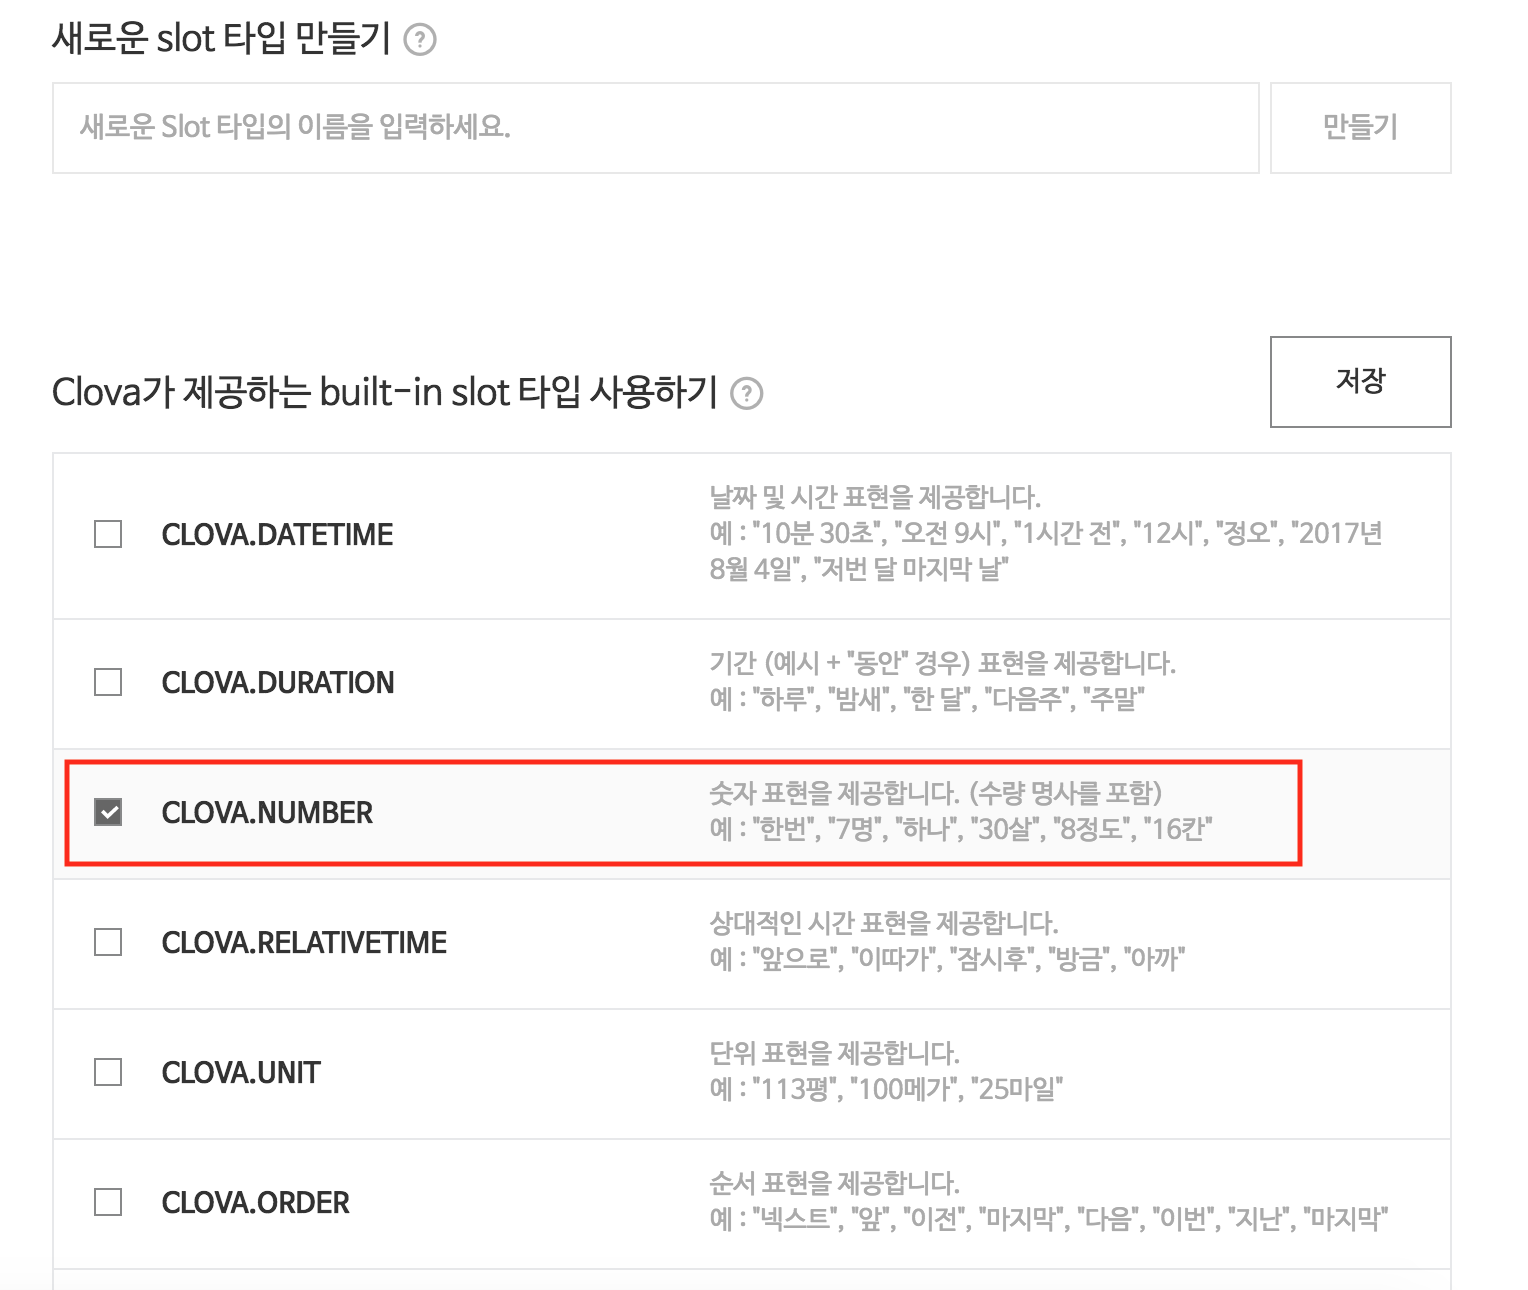 새로운 slot 타입 만들기 ?
새로운 Slot 타입의 이름을 입력하세요.
만들기
Clova가 제공하는 built-in slot 타입 사용하기 ?
저장
CLOVA.DATETIME
날짜 및 시간 표현을 제공합니다.
예 : "10분 30초", "오전 9시", "1시간 전", "12시", "정오", "2017년
8월 4일", "저번 달 마지막 날"
CLOVA.DURATION
기간 (예시 + "동안" 경우) 표현을 제공합니다.
예 : "하루", "밤새", "한 달", "다음주", "주말"
CLOVA.NUMBER
숫자 표현을 제공합니다. (수량 명사를 포함)
예 : "한번", "7명", "하나", "30살", "8정도", "16칸"
CLOVA.RELATIVETIME
상대적인 시간 표현을 제공합니다.
예 : "앞으로", "이따가", "잠시후", "방금", "아까"
CLOVA.UNIT
단위 표현을 제공합니다.
예 : "113평", "100메가", "25마일"
CLOVA.ORDER
순서 표현을 제공합니다.
예 : "넥스트", "앞", "이전", "마지막", "다음", "이번", "지난", "마지막"